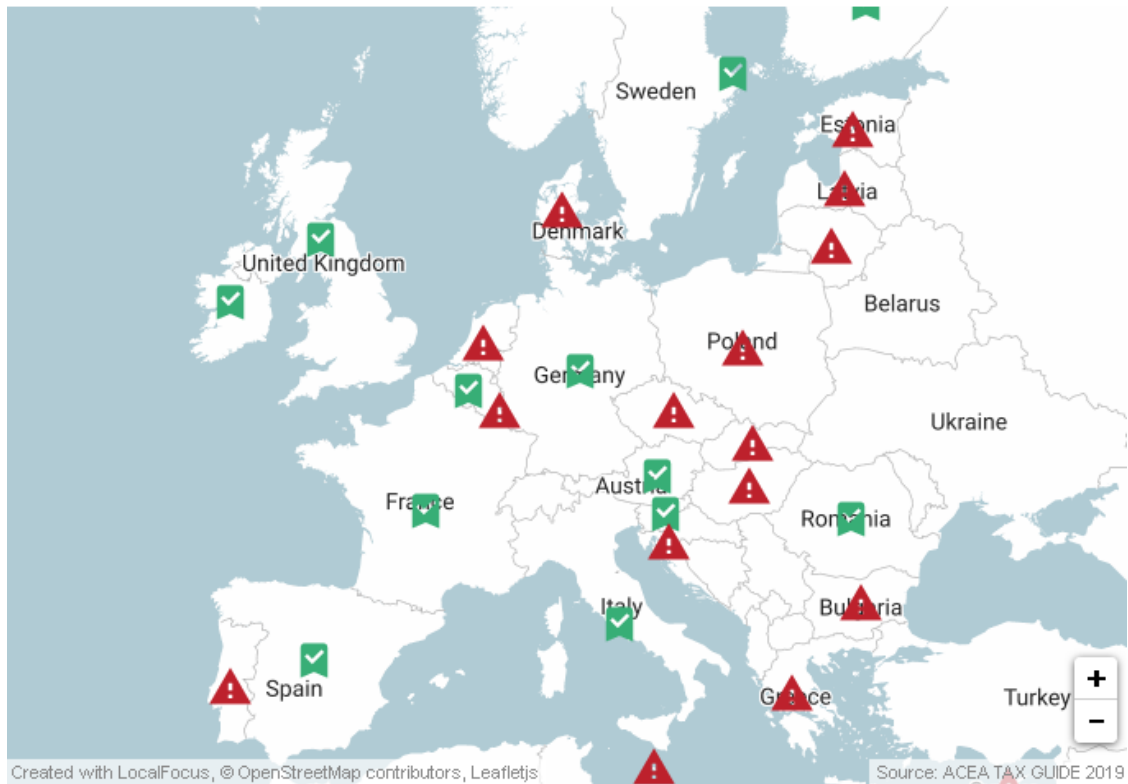 Sweden
Estonia
Latvia
Denmark
United Kingdom
Belarus
Poland
Germany
Ukraine
Austria
France
Romania
Italy
Bulgaria
Spain
Greece
Turkey
+
−
Created with LocalFocus, © OpenStreetMap contributors, Leafletjs
Source: ACEA TAX GUIDE 2019